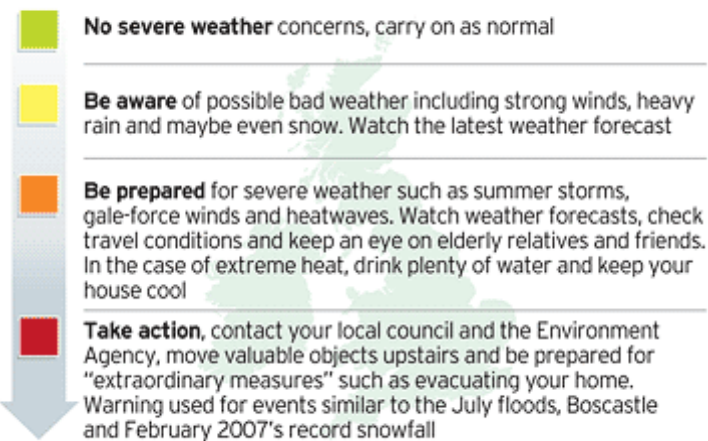 No severe weather concerns, carry on as normal
Be aware of possible bad weather including strong winds, heavy
rain and maybe even snow. Watch the latest weather forecast
Be prepared for severe weather such as summer storms,
gale-force winds and heatwaves. Watch weather forecasts, check
travel conditions and keep an eye on elderly relatives and friends.
In the case of extreme heat, drink plenty of water and keep your
house cool
Take action, contact your local council and the Environment
Agency, move valuable objects upstairs and be prepared for
“extraordinary measures” such as evacuating your home.
Warning used for events similar to the July floods, Boscastle
and February 2007's record snowfall